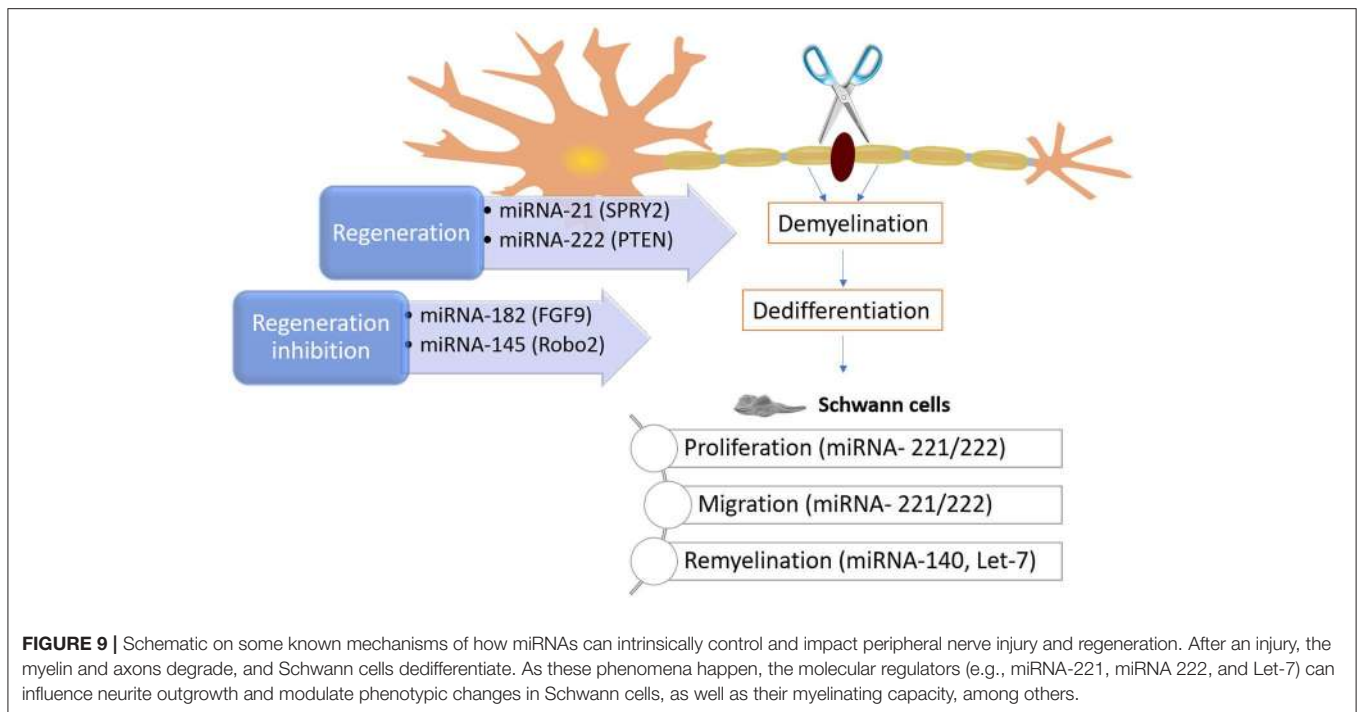 Regeneration
• miRNA-21 (SPRY2)
• miRNA-222 (PTEN)
Regeneration
inhibition
• miRNA-182 (FGF9)
• miRNA-145 (Robo2)
Demyelination
Dedifferentiation
Schwann cells
Proliferation (miRNA- 221/222)
Migration (miRNA- 221/222)
Remyelination (miRNA-140, Let-7)
FIGURE 9 | Schematic on some known mechanisms of how miRNAs can intrinsically control and impact peripheral nerve injury and regeneration. After an injury, the
myelin and axons degrade, and Schwann cells dedifferentiate. As these phenomena happen, the molecular regulators (e.g., miRNA-221, miRNA 222, and Let-7) can
influence neurite outgrowth and modulate phenotypic changes in Schwann cells, as well as their myelinating capacity, among others.